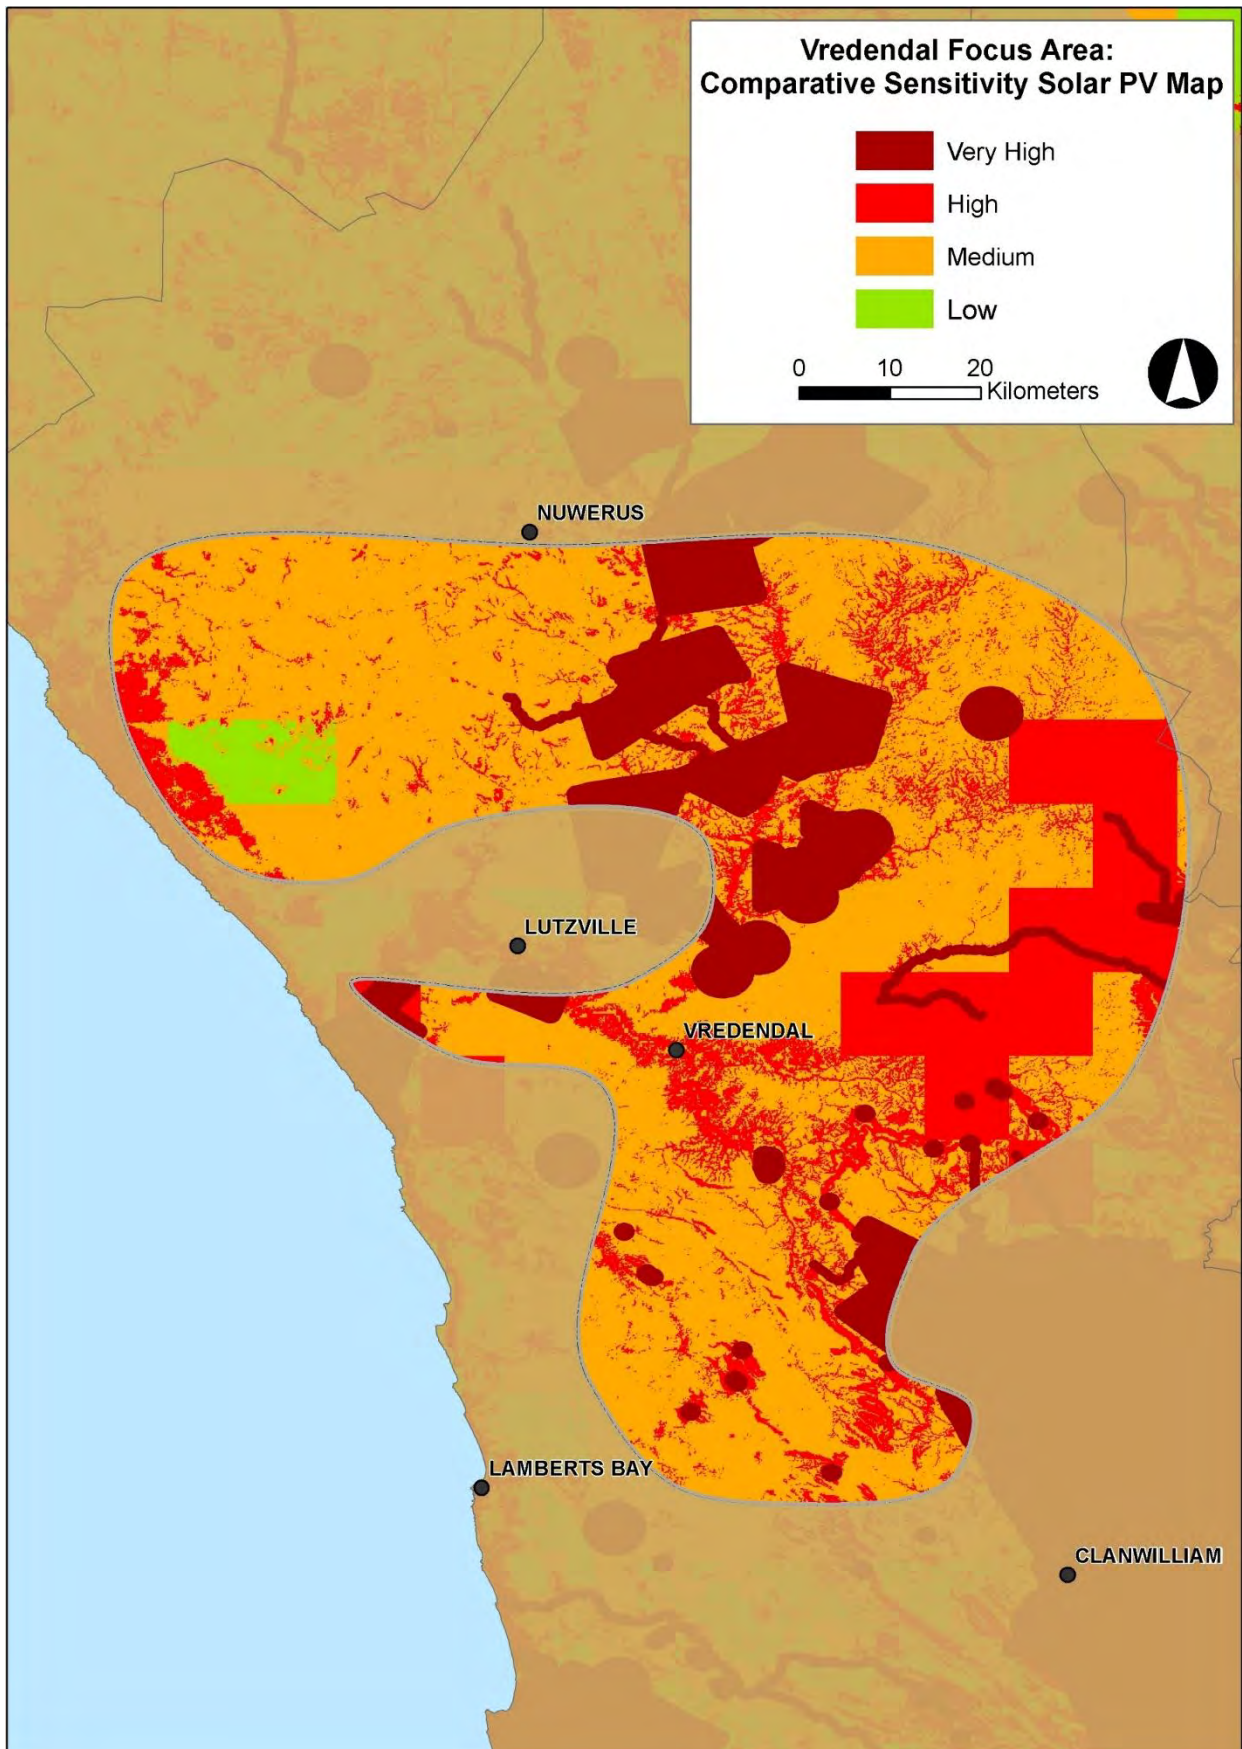 Vredendal Focus Area:
Comparative Sensitivity Solar PV Map
Very High
High
Medium
Low
0 10 20
Kilometers
NUWERUS
LUTZVILLE
VREDENDAL
LAMBERTS BAY
CLANWILLIAM